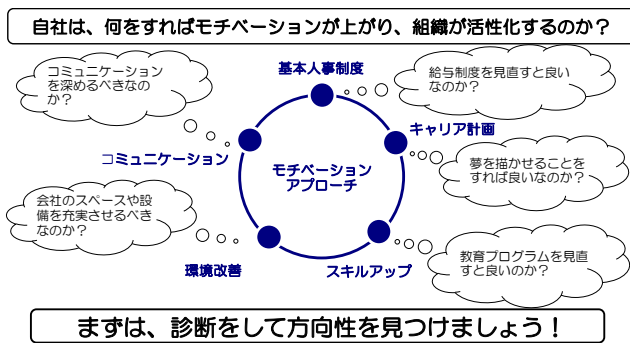 自社は、何をすればモチベーションが上がり、組織が活性化するのか？
コミュニケーション
を深めるべきなの
か？
基本人事制度
給与制度を見直すと良い
なのか？
キャリア計画
コミュニケーション
モチベーション
アプローチ
夢を描かせることを
すれば良いなのか？
会社のスペースや設
備を充実させるべき
なのか？
環境改善
スキルアップ
教育プログラムを見直
すと良いのか？
まずは、診断をして方向性を見つけましょう！